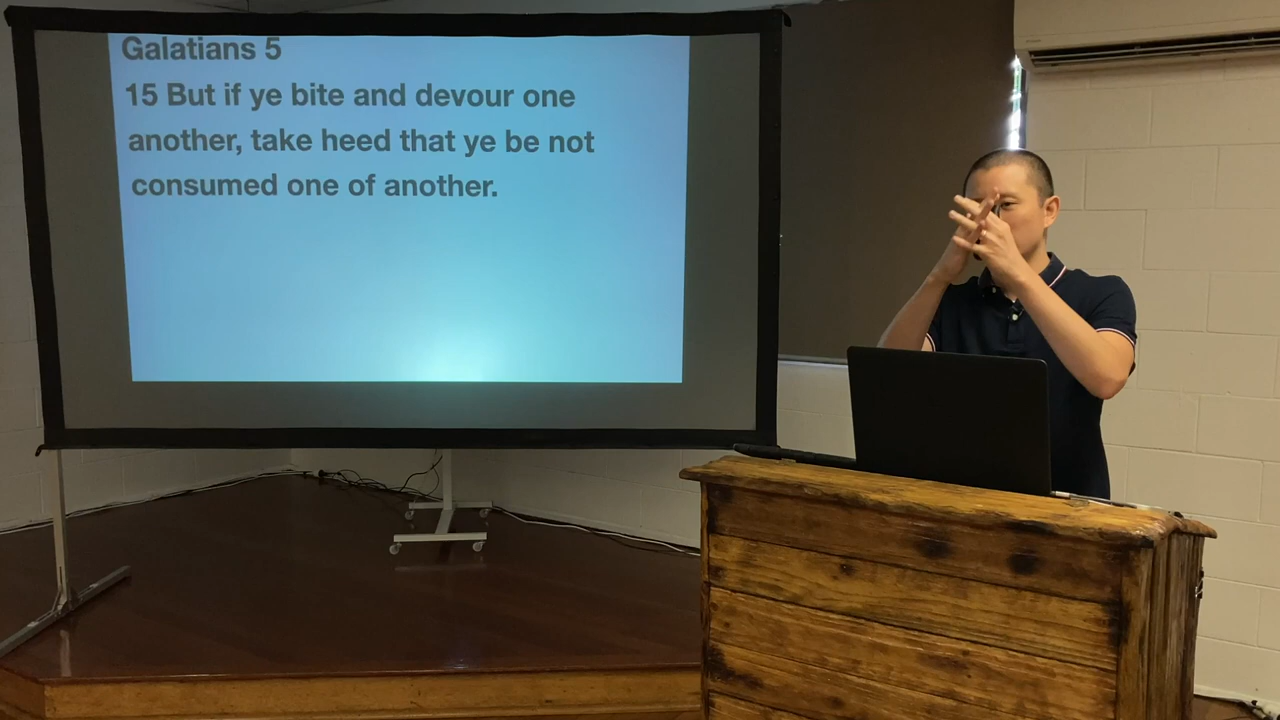 Galatians 5
15 But if ye bite and devour one
another, take heed that ye be not
consumed one of another.